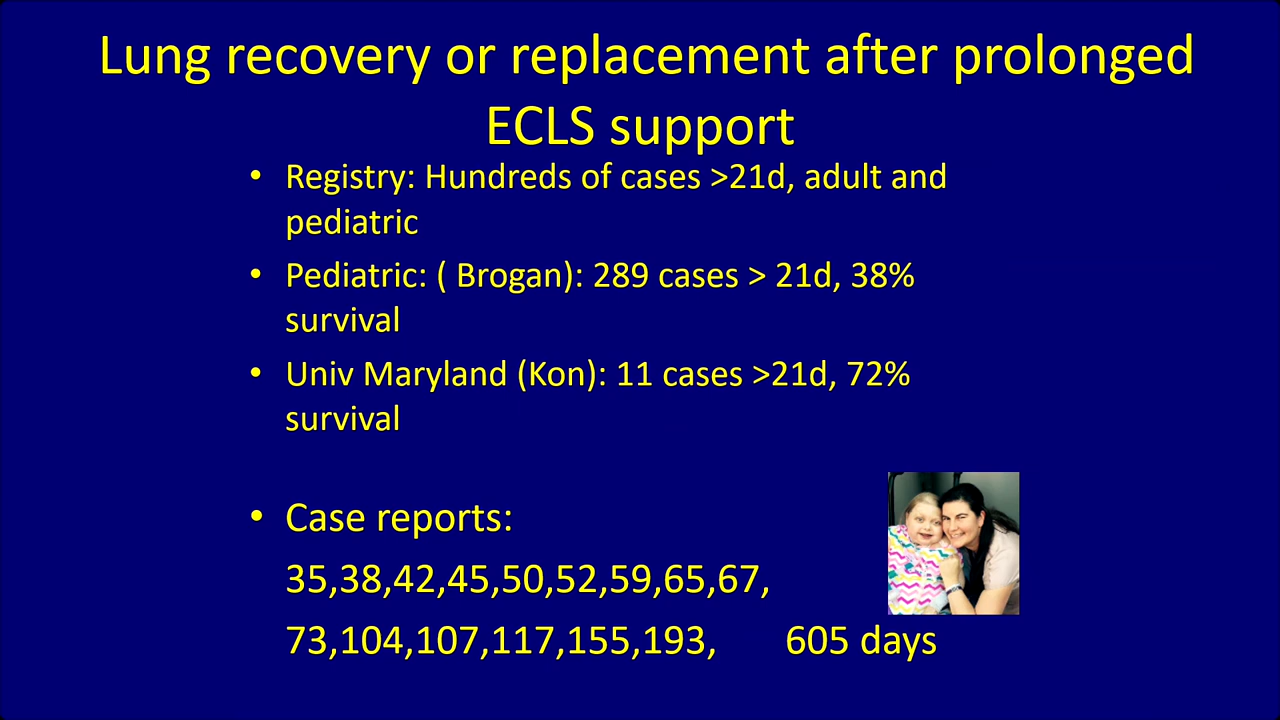 Lung recovery or replacement after prolonged
ECLS support
• Registry: Hundreds of cases >21d, adult and
pediatric
• Pediatric: ( Brogan): 289 cases > 21d, 38%
survival
• Univ Maryland (Kon): 11 cases >21d, 72%
survival
• Case reports:
35,38,42,45,50,52,59,65,67,
73,104,107,117,155,193, 605 days